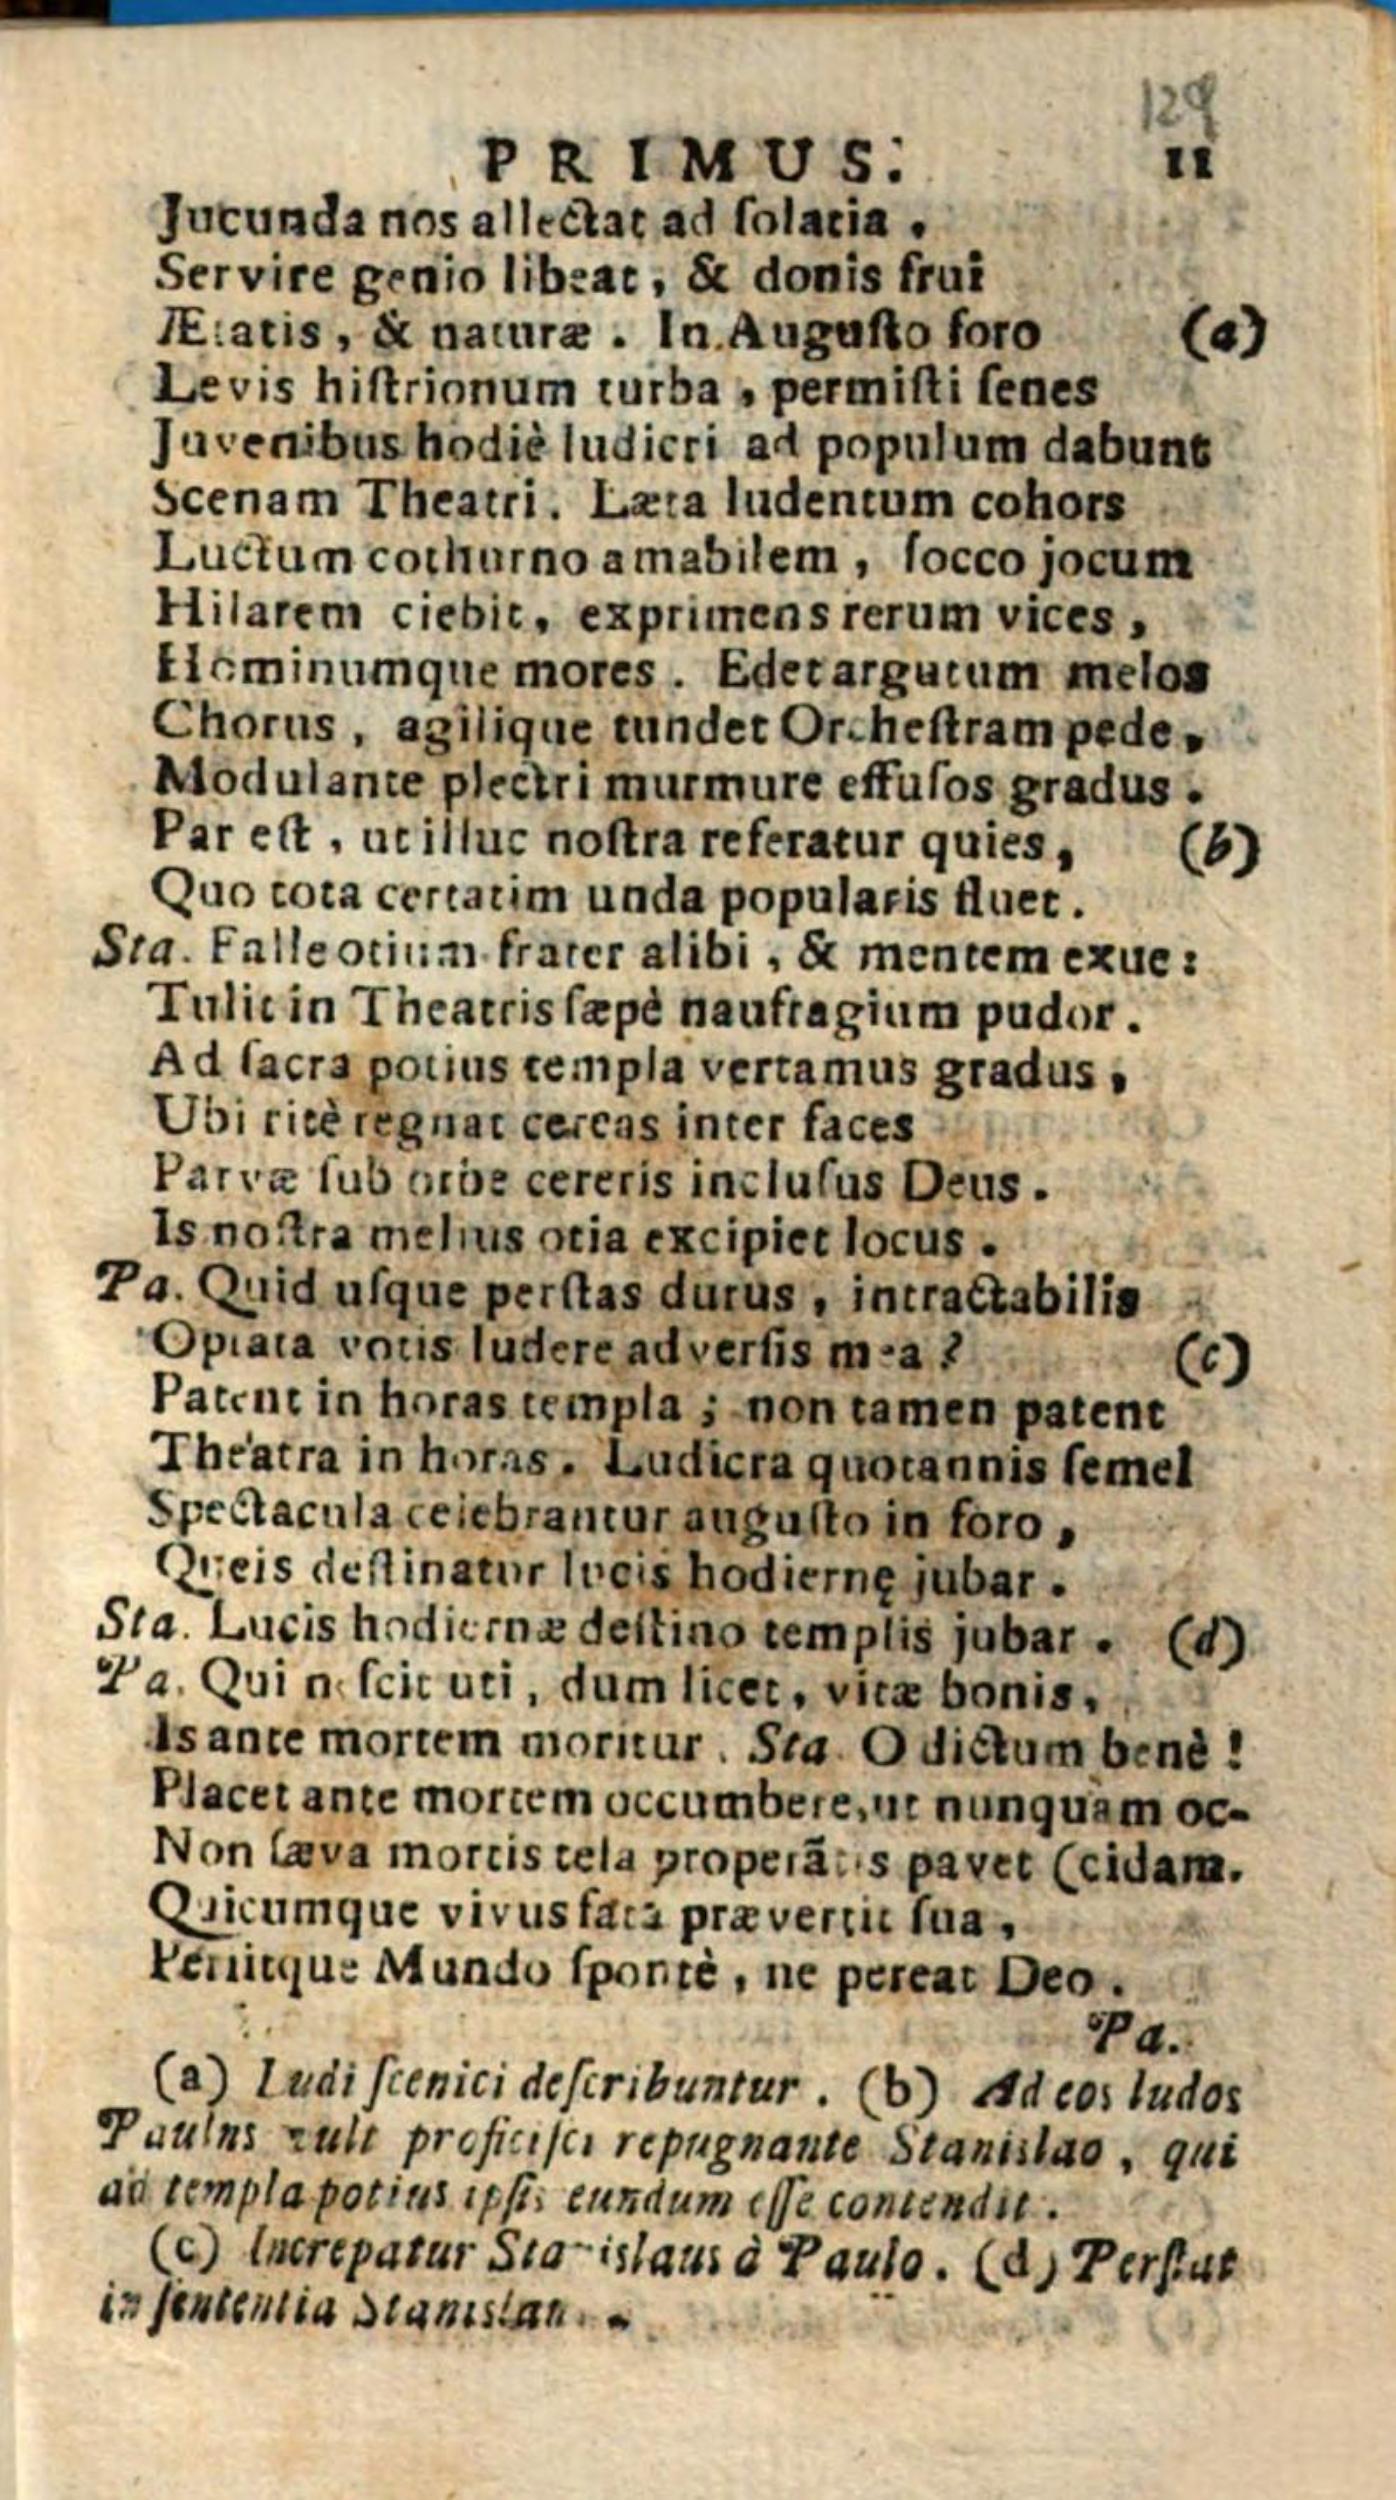 129
PRIMUS. 11
Jucunda nos allectat ad ſolatia .
Servire genio libeat, & donis frui
Ætatis, & naturæ . In Auguſto foro (a)
Levis hiſtrionum turba, permiſti ſenes
Juvenibus hodiè ludicri ad populum dabunt
Scenam Theatri. Læta ludentum cohors
Luctum cothurno amabilem, ſocco jocum
Hilarem ciebit, exprimens rerum vices,
Hominumque mores. Edet argutum melos
Chorus, agilique tundet Orcheſtram pede,
Modulante plectri murmure effuſos gradus.
Par eſt, ut illuc noſtra referatur quies, (b)
Quo tota certatim unda popularis fluet.
Sta. Falle otium frater alibi, & mentem exue:
Tulit in Theatris ſæpè naufragium pudor.
Ad ſacra potius templa vertamus gradus,
Ubi ritè regnat cereas inter faces
Parvæ ſub orbe cereris incluſus Deus.
Is noſtra melius otia excipiet locus.
Pa. Quid uſque perſtas durus, intractabilis
Optata votis ludere adverſis mea? (c)
Patent in horas templa; non tamen patent
Theatra in horas. Ludicra quotannis ſemel
Spectacula celebrantur auguſto in foro,
Queis deſtinatur lucis hodiernę jubar.
Sta. Lucis hodiernæ deſtino templis jubar. (d)
Pa. Qui neſcit uti, dum licet, vitæ bonis,
Is ante mortem moritur. Sta. O dictum benè!
Placet ante mortem occumbere, ut nunquàm oc-
Non ſæva mortis tela properãtis pavet (cidam.
Quicumque vivus fata prævertit ſua,
Peritque Mundo ſpontè, ne pereat Deo.
Pa.
(a) Ludi ſcenici deſcribuntur. (b) Ad eos ludos
Paulus vult proficiſci repugnante Stanislao, qui
ad templa potius ipſis eundum eſſe contendit.
(c) Increpatur Stanislaus à Paulo. (d) Perſtat
in ſententia Stanislaus.